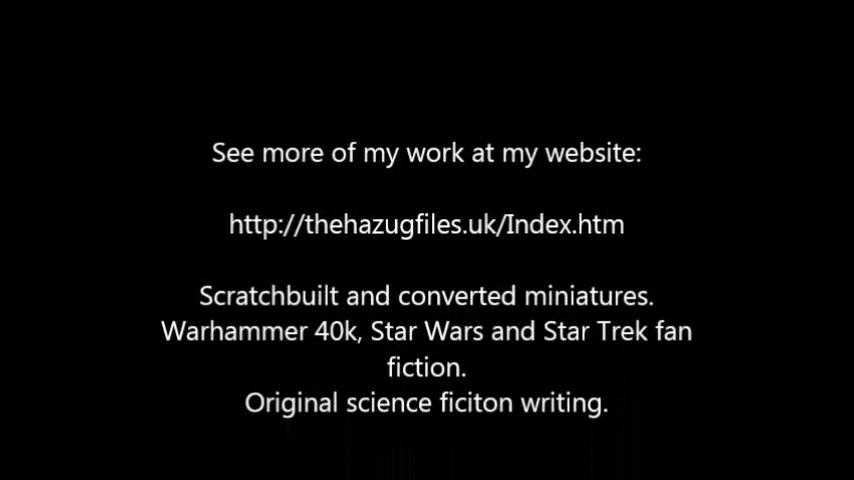 See more of my work at my website:
http://thehazugfiles.uk/Index.htm
Scratchbuilt and converted miniatures.
Warhammer 40k, Star Wars and Star Trek fan
fiction.
Original science ficiton writing.